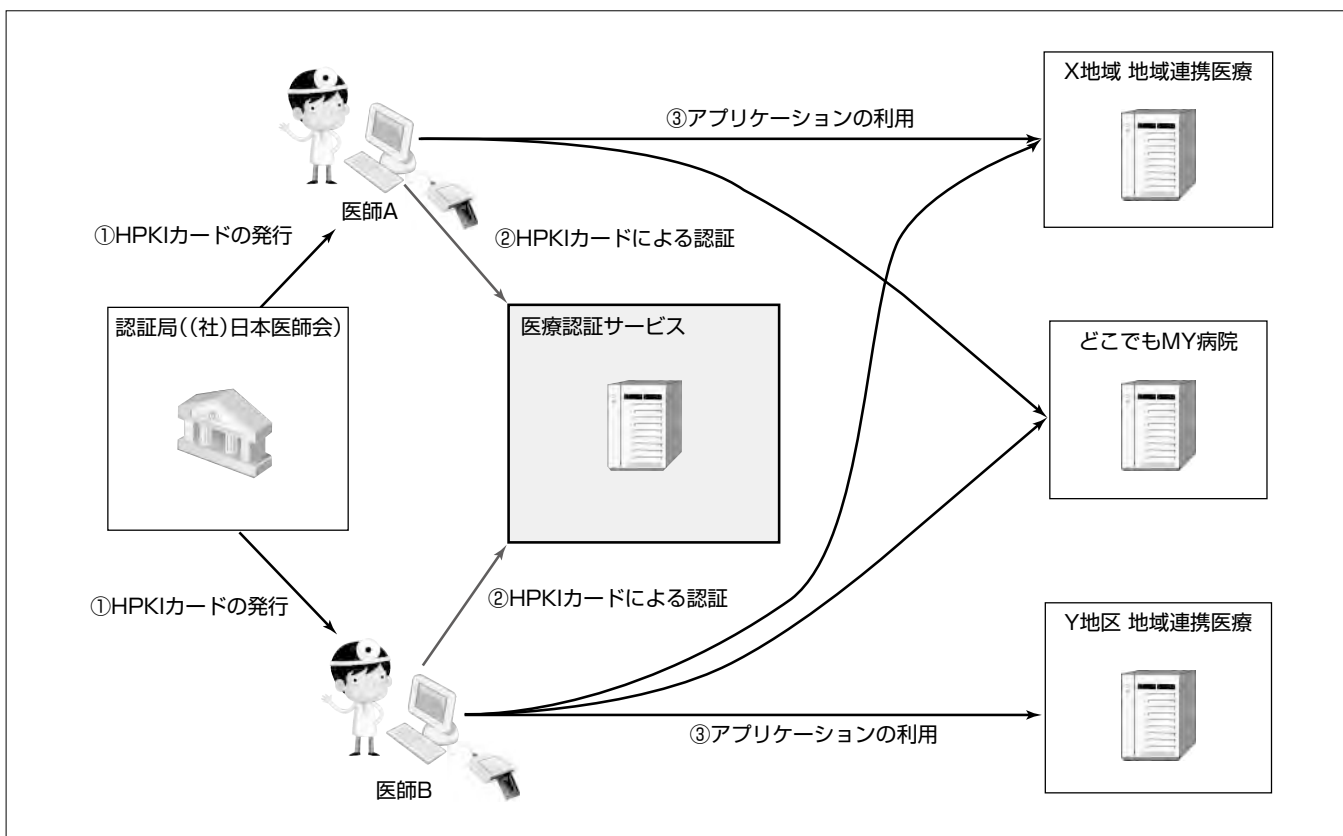 X地域 地域連携医療
③アプリケーションの利用
医師A
①HPKIカードの発行
②HPKIカードによる認証
認証局((社)日本医師会)
医療認証サービス
どこでもMY病院
①HPKIカードの発行
②HPKIカードによる認証
Y地区 地域連携医療
③アプリケーションの利用
医師B